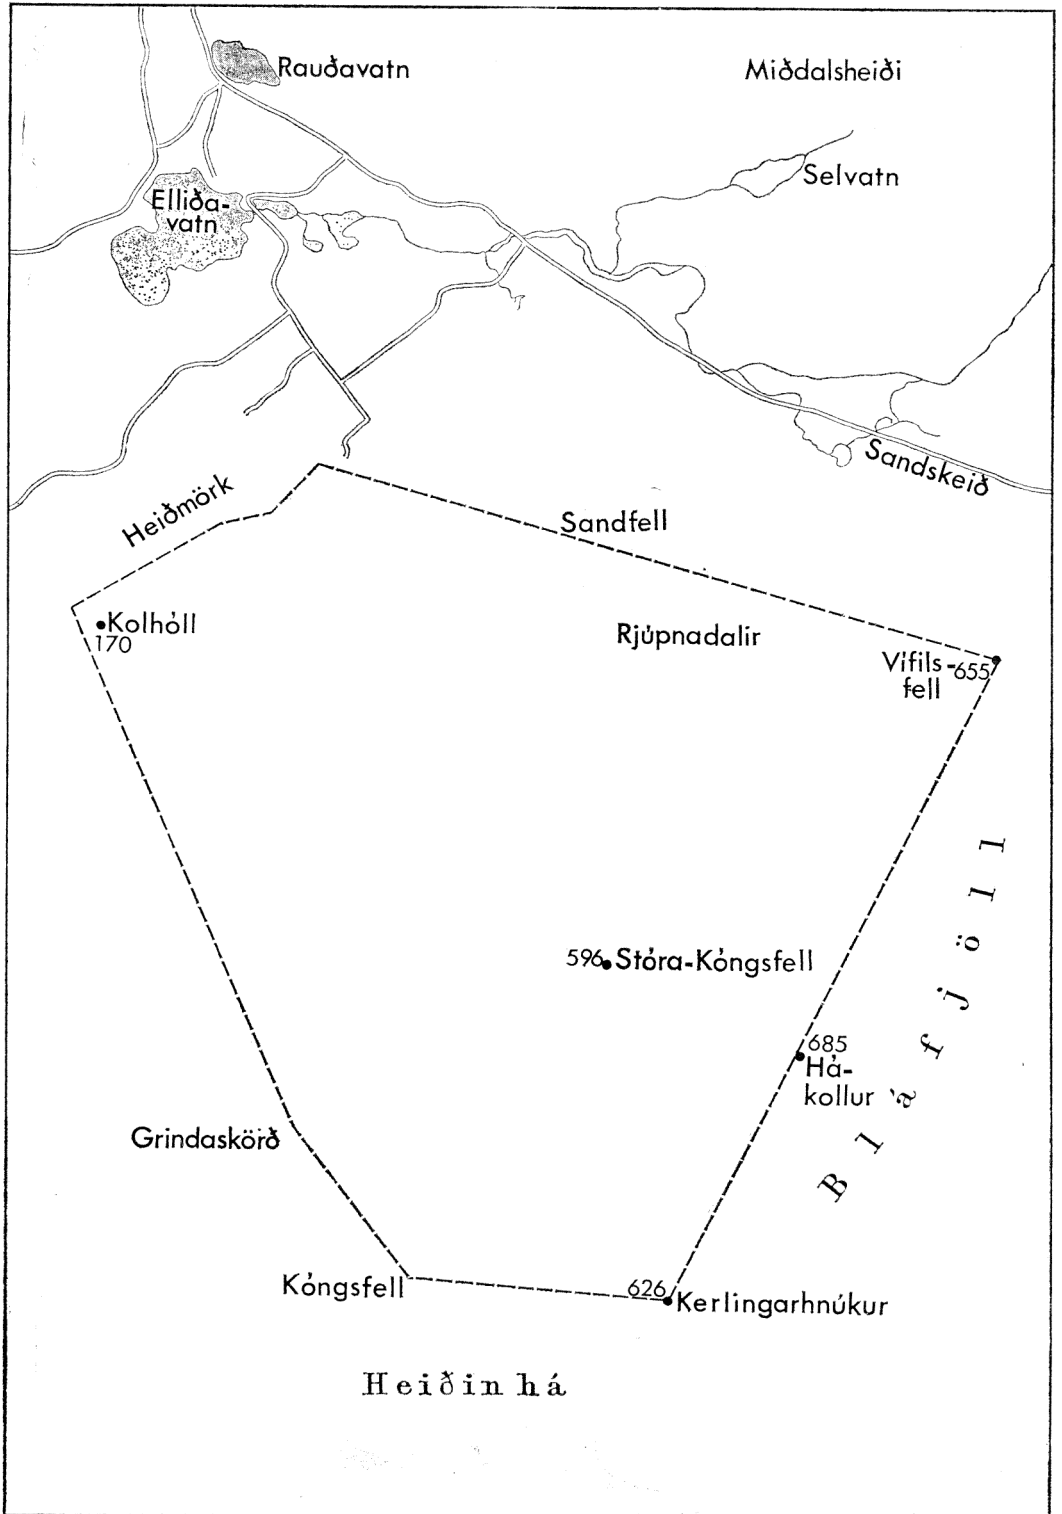 Rauðavatn
Miðdalsheiði
Selvatn
Elliða-
vatn
Sandskeið
Heiðmörk
Sandfell
Kolhóll
170
Rjúpnadalir
Vífils-
fell
655
Bláfjöll
596 Stóra-Kóngsfell
685
Há-
kollur
Grindaskörð
Kóngsfell
626
Kerlingarhnúkur
Heiðin há